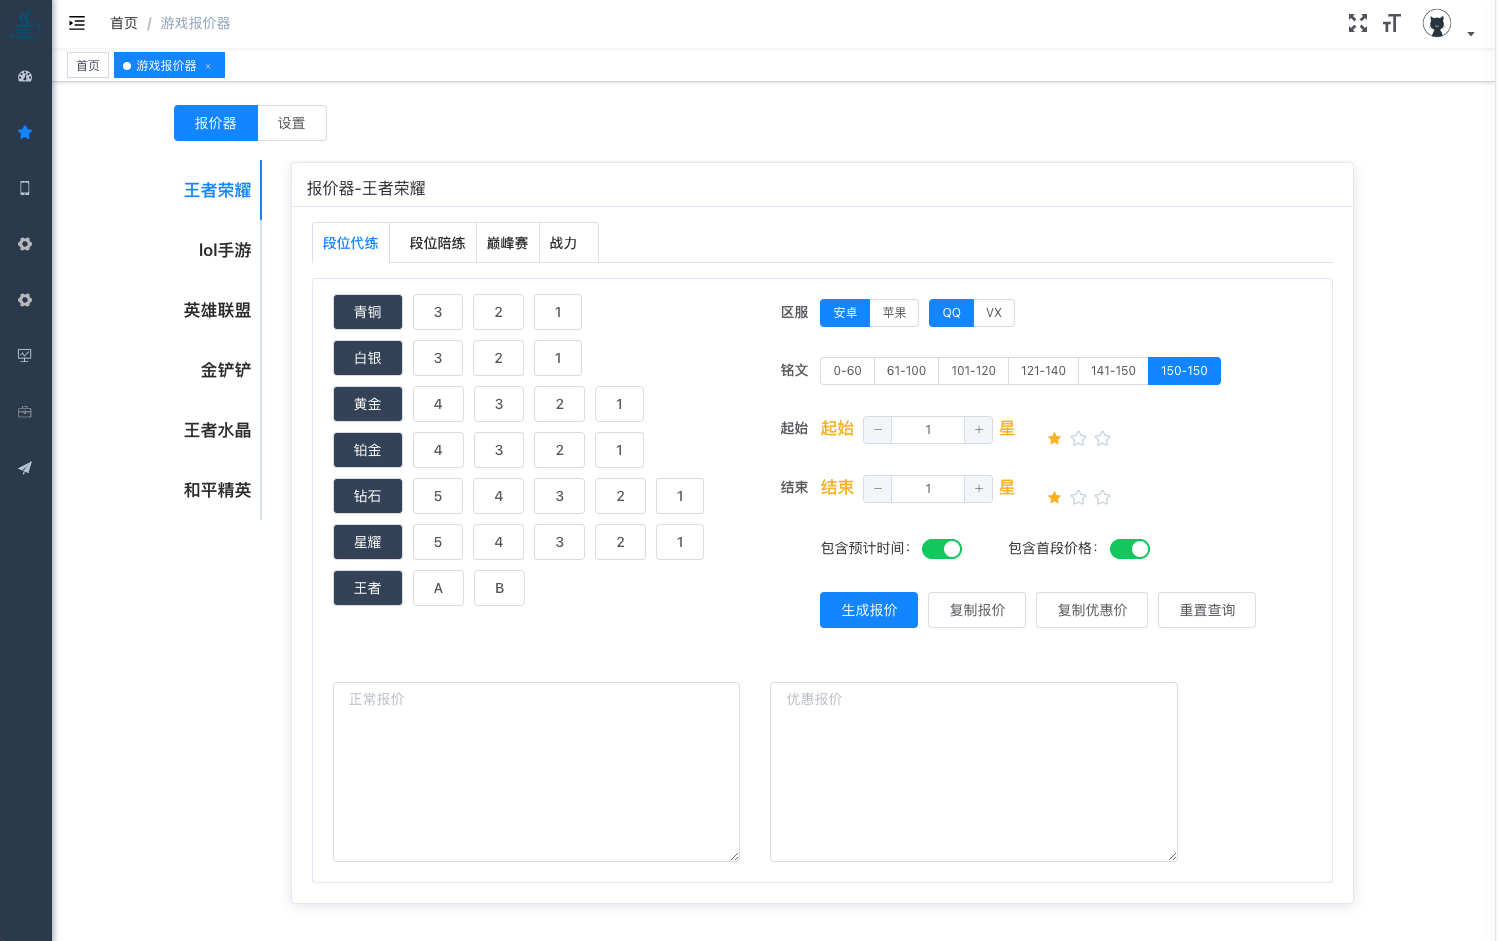 首页 / 游戏报价器
首页 游戏报价器 ×
报价器 设置
王者荣耀
lol手游
英雄联盟
金铲铲
王者水晶
和平精英
报价器-王者荣耀
段位代练 段位陪练 巅峰赛 战力
青铜 3 2 1
白银 3 2 1
黄金 4 3 2 1
铂金 4 3 2 1
钻石 5 4 3 2 1
星耀 5 4 3 2 1
王者 A B
区服 安卓 苹果 QQ VX
铭文 0-60 61-100 101-120 121-140 141-150 150-150
起始 起始 − 1 + 星
结束 结束 − 1 + 星
包含预计时间： 包含首段价格：
生成报价 复制报价 复制优惠价 重置查询
正常报价
优惠报价